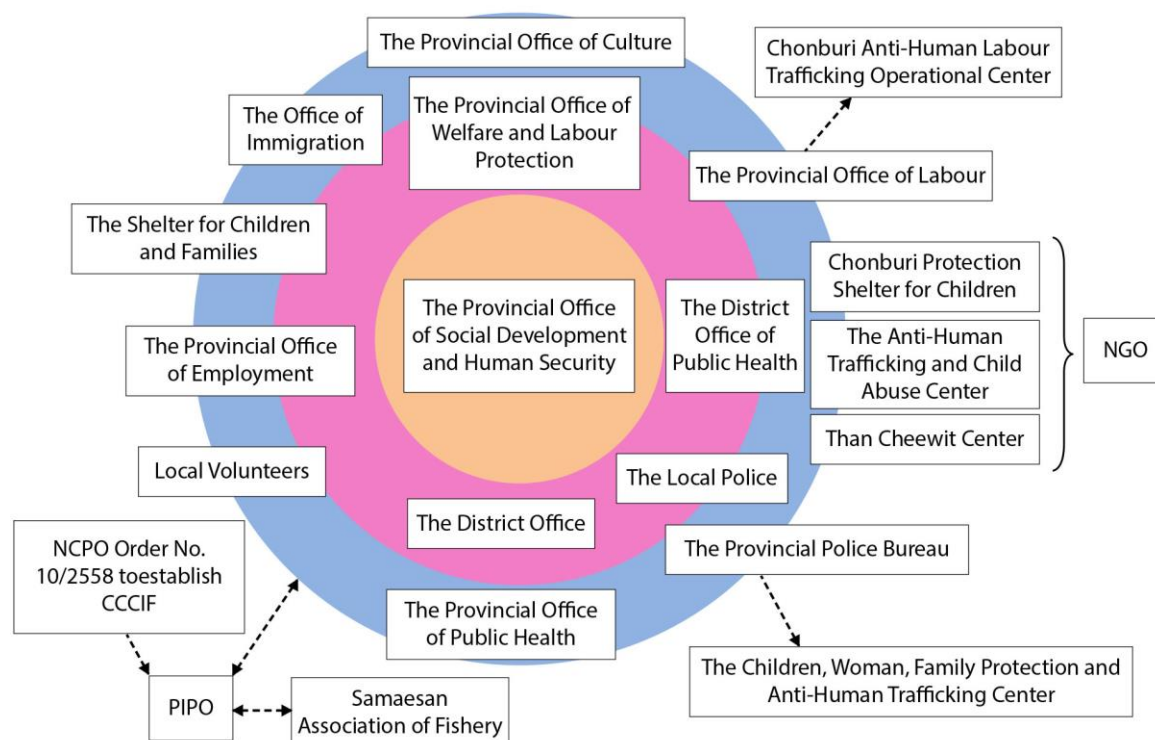 The Provincial Office of Culture
Chonburi Anti-Human Labour
Trafficking Operational Center
The Provincial Office of
Welfare and Labour
Protection
The Office of
Immigration
The Provincial Office of Labour
The Shelter for Children
and Families
Chonburi Protection
Shelter for Children
The Provincial Office
of Social Development
and Human Security
The District
Office of
Public Health
The Provincial Office
of Employment
The Anti-Human
Trafficking and Child
Abuse Center
NGO
Than Cheewit Center
Local Volunteers
The Local Police
The District Office
NCPO Order No.
10/2558 toestablish
CCCIF
The Provincial Police Bureau
The Provincial Office
of Public Health
The Children, Woman, Family Protection and
Anti-Human Trafficking Center
PIPO
Samaesan
Association of Fishery